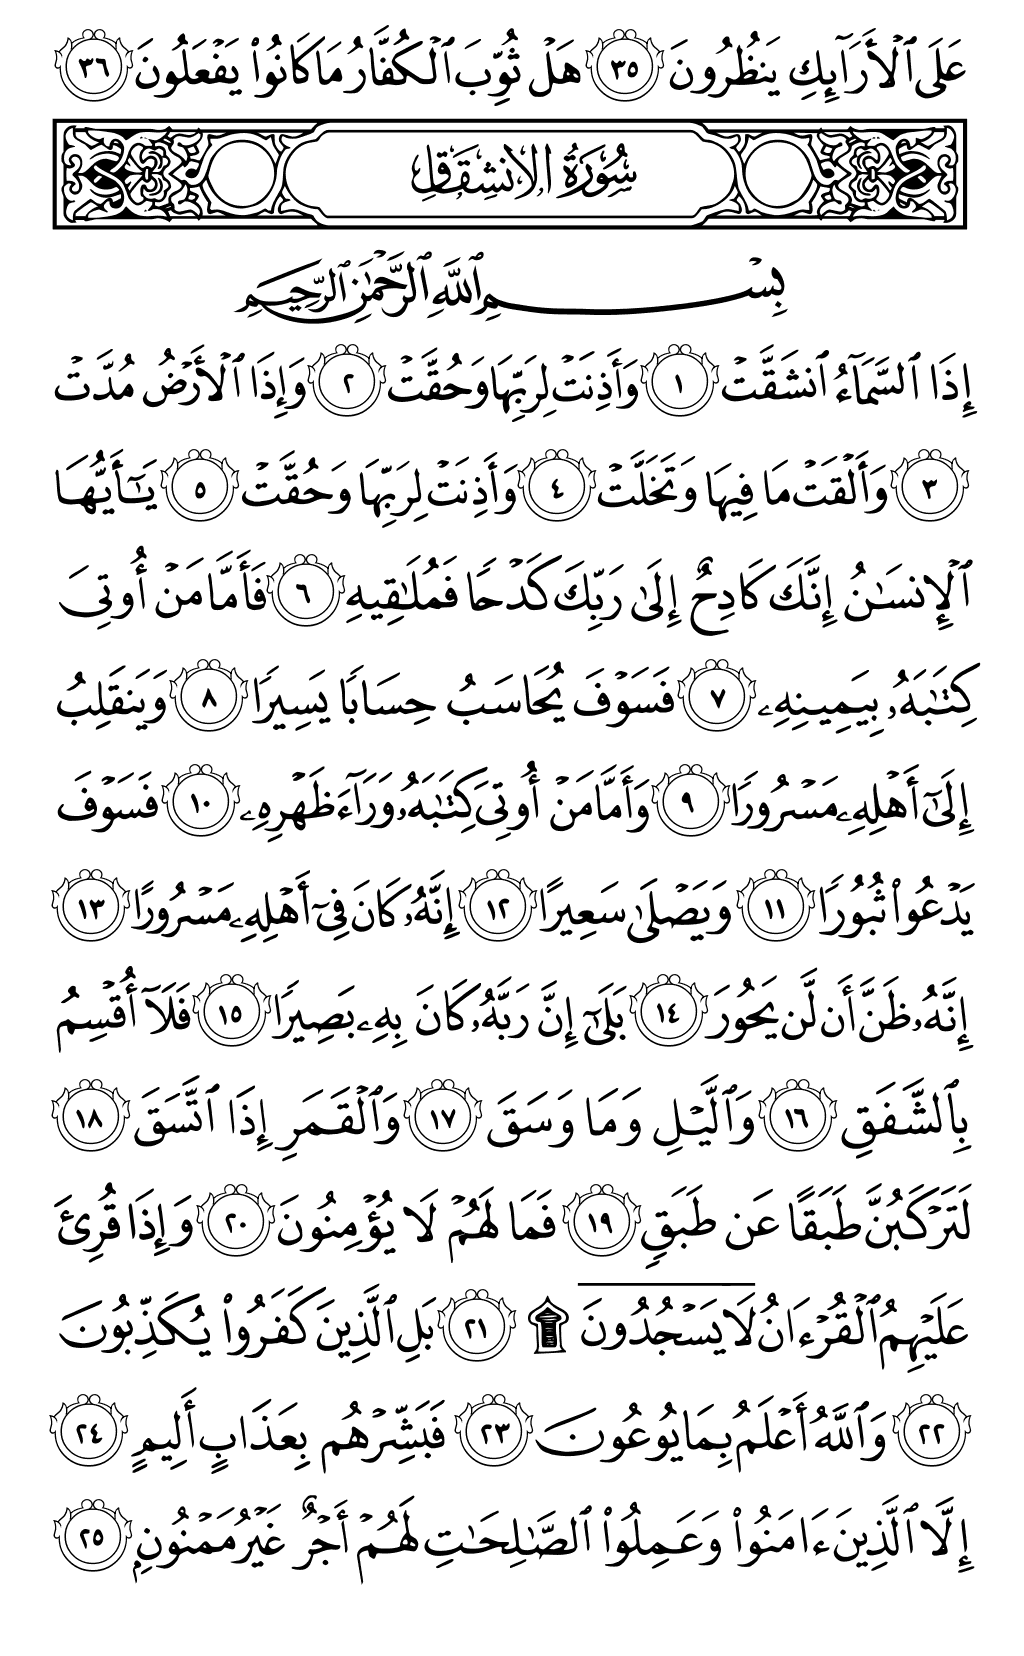 عَلَى ٱلْأَرَآئِكِ يَنظُرُونَ ٣٥ هَلْ ثُوِّبَ ٱلْكُفَّارُ مَا كَانُوا۟ يَفْعَلُونَ ٣٦
سُورَةُ الانشِقَاقِ
بِسْمِ ٱللَّهِ ٱلرَّحْمَٰنِ ٱلرَّحِيمِ
إِذَا ٱلسَّمَآءُ ٱنشَقَّتْ ١ وَأَذِنَتْ لِرَبِّهَا وَحُقَّتْ ٢ وَإِذَا ٱلْأَرْضُ مُدَّتْ
٣ وَأَلْقَتْ مَا فِيهَا وَتَخَلَّتْ ٤ وَأَذِنَتْ لِرَبِّهَا وَحُقَّتْ ٥ يَٰٓأَيُّهَا
ٱلْإِنسَٰنُ إِنَّكَ كَادِحٌ إِلَىٰ رَبِّكَ كَدْحًا فَمُلَٰقِيهِ ٦ فَأَمَّا مَنْ أُوتِىَ
كِتَٰبَهُۥ بِيَمِينِهِۦ ٧ فَسَوْفَ يُحَاسَبُ حِسَابًا يَسِيرًا ٨ وَيَنقَلِبُ
إِلَىٰٓ أَهْلِهِۦ مَسْرُورًا ٩ وَأَمَّا مَنْ أُوتِىَ كِتَٰبَهُۥ وَرَآءَ ظَهْرِهِۦ ١٠ فَسَوْفَ
يَدْعُوا۟ ثُبُورًا ١١ وَيَصْلَىٰ سَعِيرًا ١٢ إِنَّهُۥ كَانَ فِىٓ أَهْلِهِۦ مَسْرُورًا ١٣
إِنَّهُۥ ظَنَّ أَن لَّن يَحُورَ ١٤ بَلَىٰٓ إِنَّ رَبَّهُۥ كَانَ بِهِۦ بَصِيرًا ١٥ فَلَآ أُقْسِمُ
بِٱلشَّفَقِ ١٦ وَٱلَّيْلِ وَمَا وَسَقَ ١٧ وَٱلْقَمَرِ إِذَا ٱتَّسَقَ ١٨
لَتَرْكَبُنَّ طَبَقًا عَن طَبَقٍ ١٩ فَمَا لَهُمْ لَا يُؤْمِنُونَ ٢٠ وَإِذَا قُرِئَ
عَلَيْهِمُ ٱلْقُرْءَانُ لَا يَسْجُدُونَ ۩ ٢١ بَلِ ٱلَّذِينَ كَفَرُوا۟ يُكَذِّبُونَ
٢٢ وَٱللَّهُ أَعْلَمُ بِمَا يُوعُونَ ٢٣ فَبَشِّرْهُم بِعَذَابٍ أَلِيمٍ ٢٤
إِلَّا ٱلَّذِينَ ءَامَنُوا۟ وَعَمِلُوا۟ ٱلصَّٰلِحَٰتِ لَهُمْ أَجْرٌ غَيْرُ مَمْنُونٍۭ ٢٥